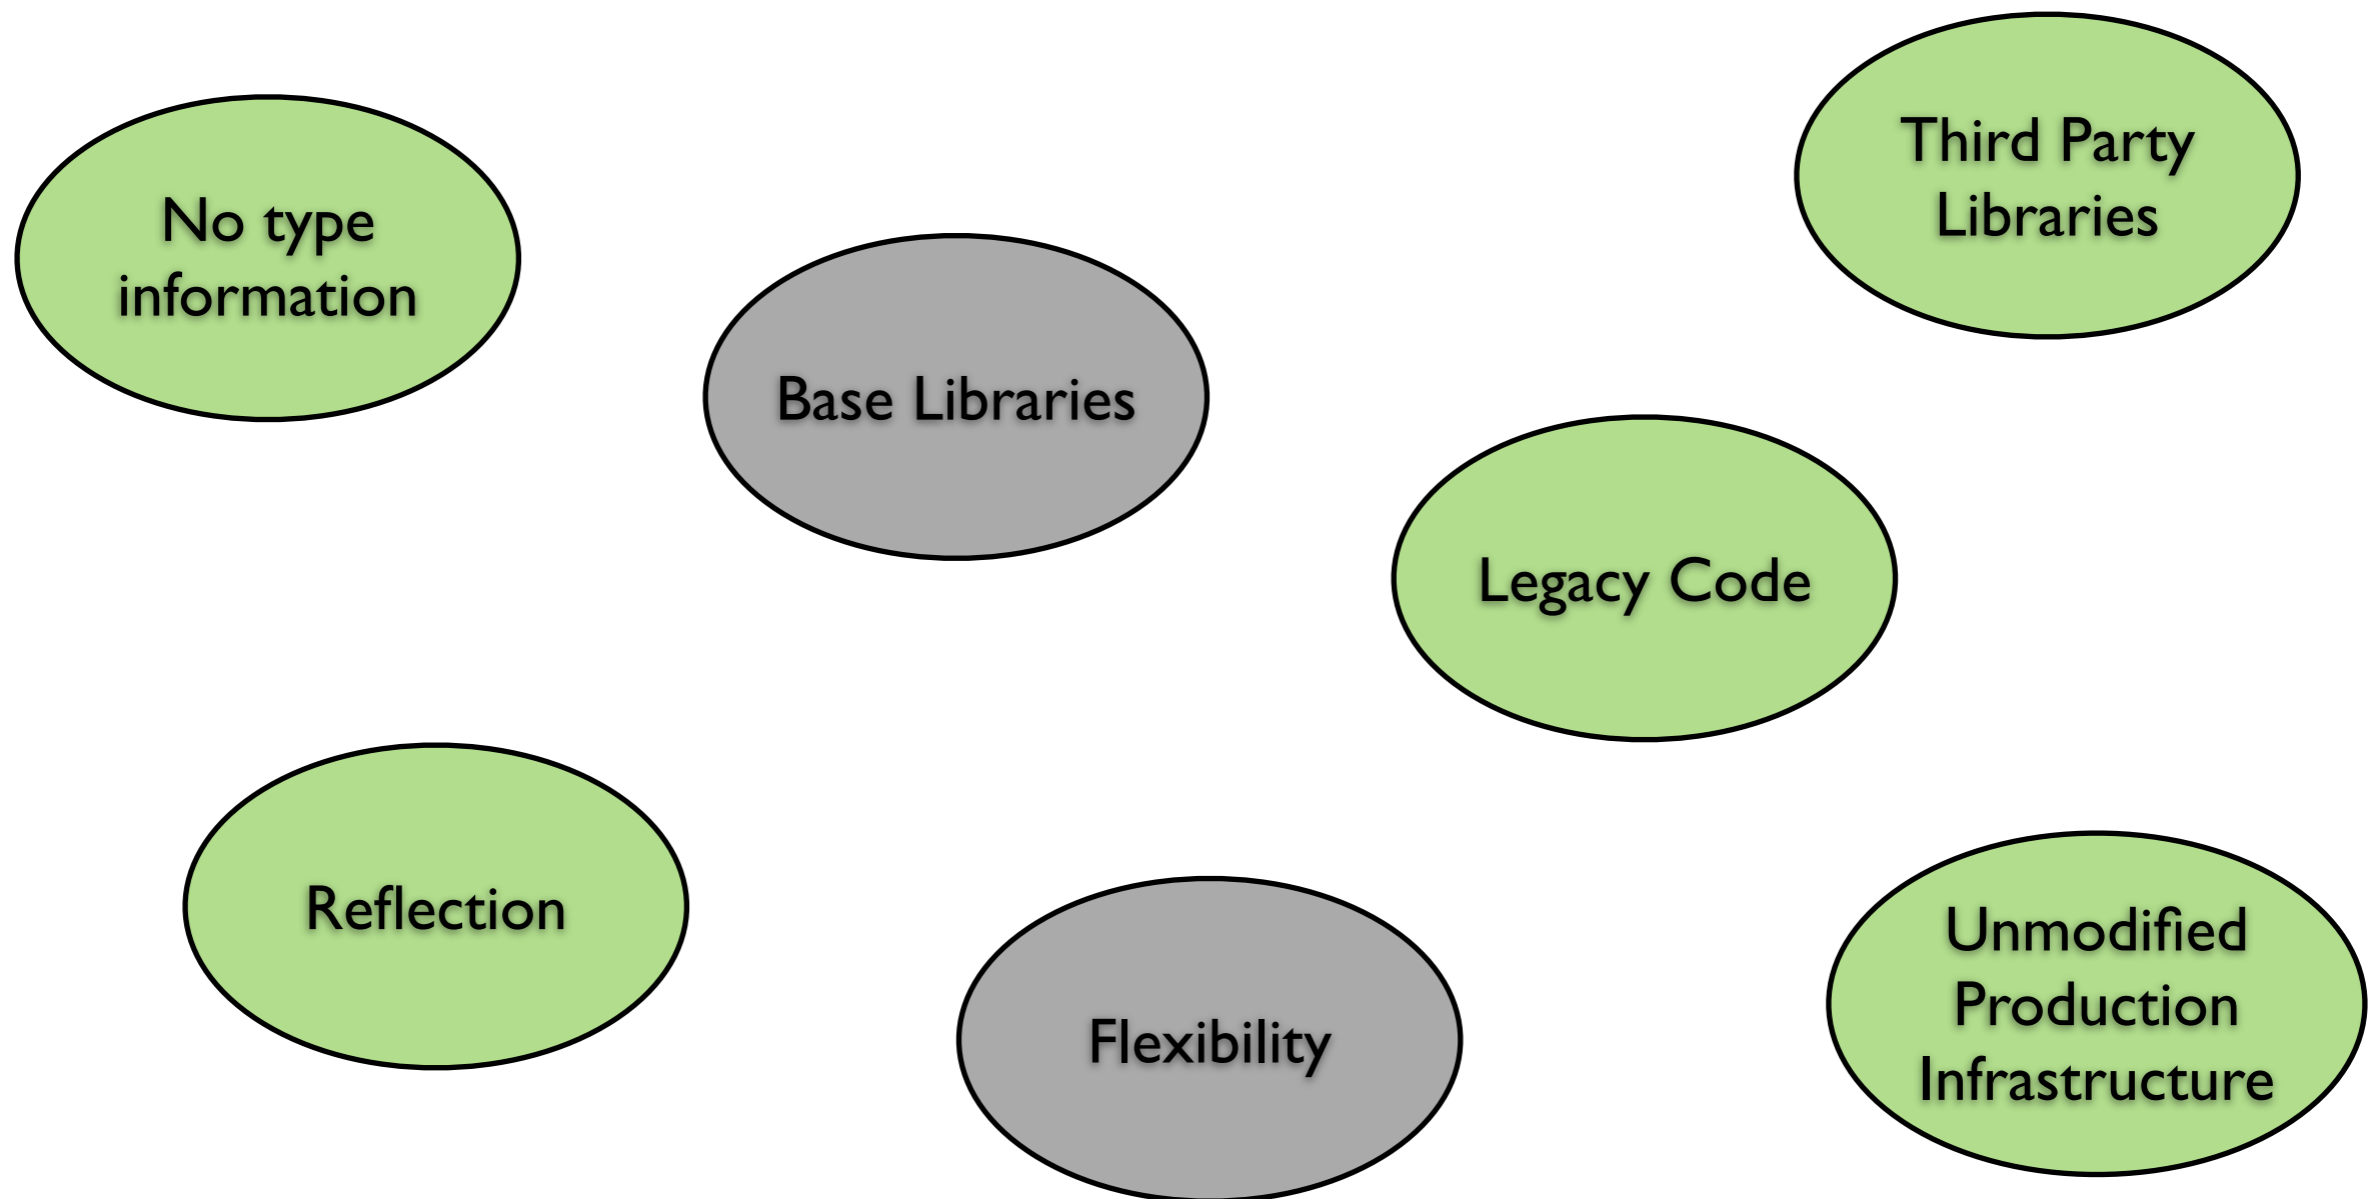 Third Party
Libraries
No type
information
Base Libraries
Legacy Code
Reflection
Flexibility
Unmodified
Production
Infrastructure